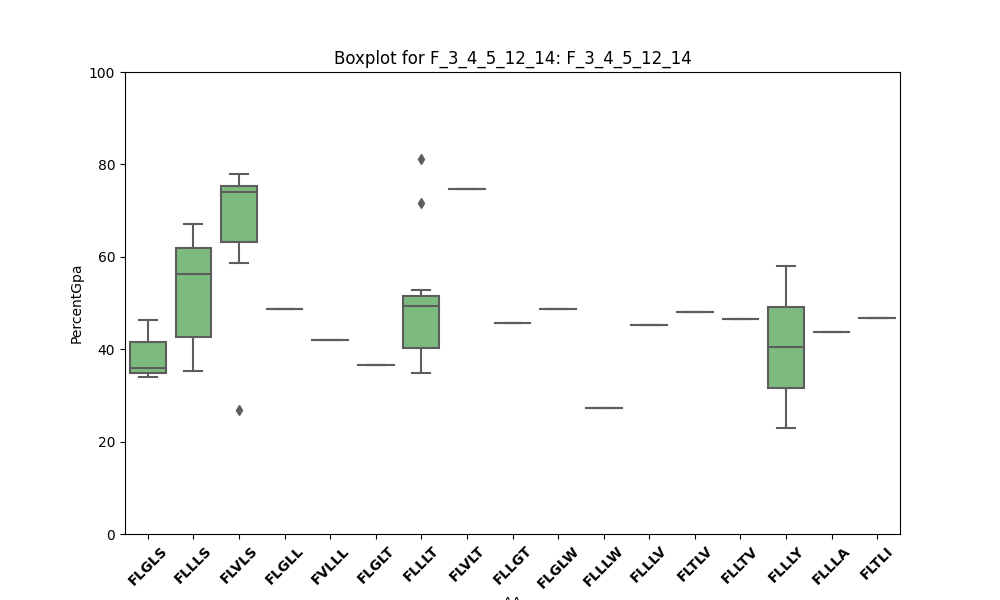 Boxplot for F_3_4_5_12_14: F_3_4_5_12_14
100
80
60
40
20
0
PercentGpa
FLGLS
FLLLS
FLVLS
FLGLL
FVLLL
FLGLT
FLLLT
FLVLT
FLLGT
FLGLW
FLLLW
FLLLV
FLTLV
FLLTV
FLLLY
FLLLA
FLTLI